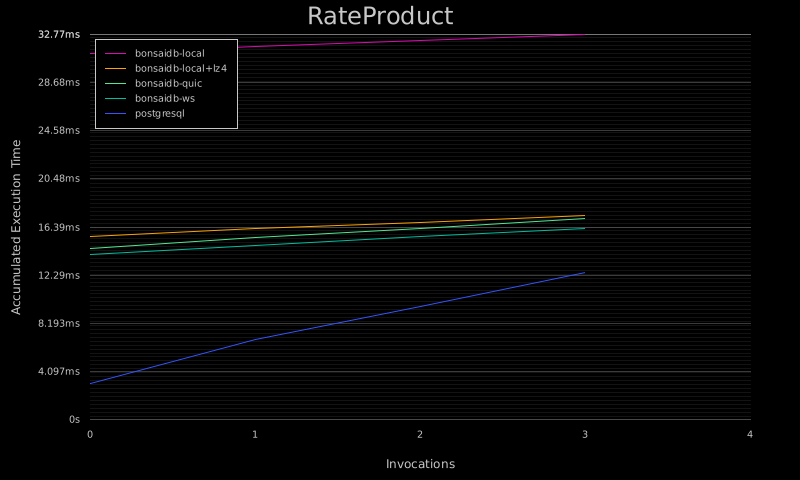 RateProduct
32.77ms
28.68ms
24.58ms
20.48ms
16.39ms
12.29ms
8.193ms
4.097ms
0s
Accumulated Execution Time
bonsaidb-local
bonsaidb-local+lz4
bonsaidb-quic
bonsaidb-ws
postgresql
0 1 2 3 4
Invocations